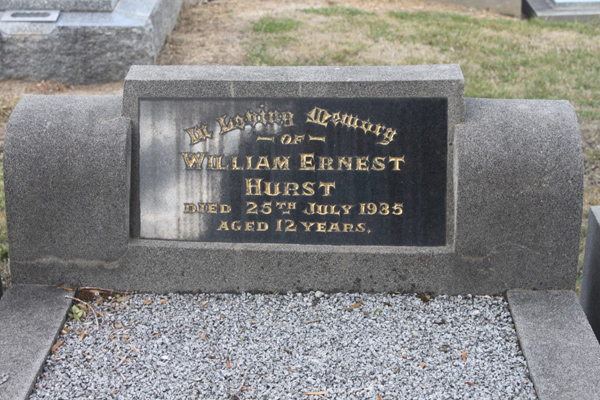 In Loving Memory
— OF —
WILLIAM ERNEST
HURST
DIED 25TH JULY 1935
AGED 12 YEARS.